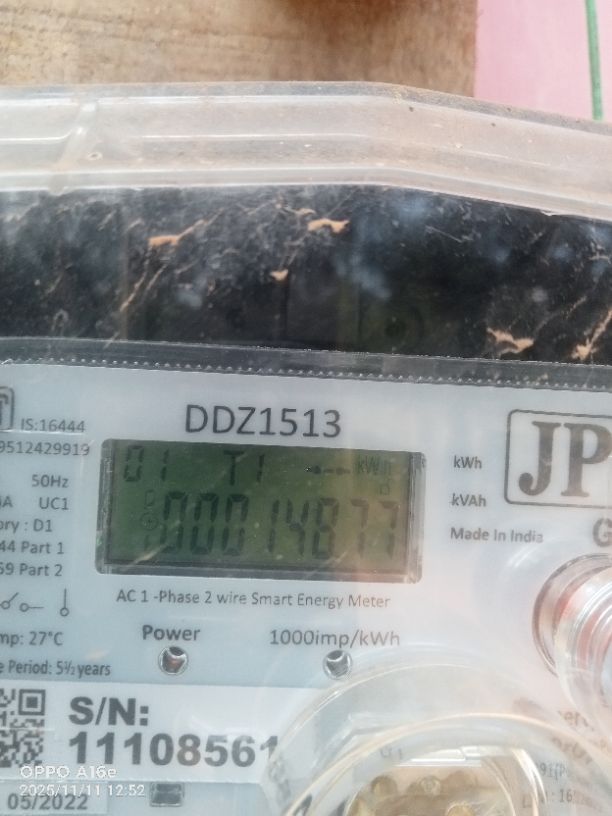 IS:16444
DDZ1513
9512429919
JP
01 T1 kWh
00014877
50Hz
UC1
ory : D1
44 Part 1
59 Part 2
kWh
kVAh
Made In India
G
AC 1 -Phase 2 wire Smart Energy Meter
mp: 27°C
Power
1000imp/kWh
e Period: 5½ years
S/N:
11108561
OPPO A16e
2025/11/11 12:52
05/2022